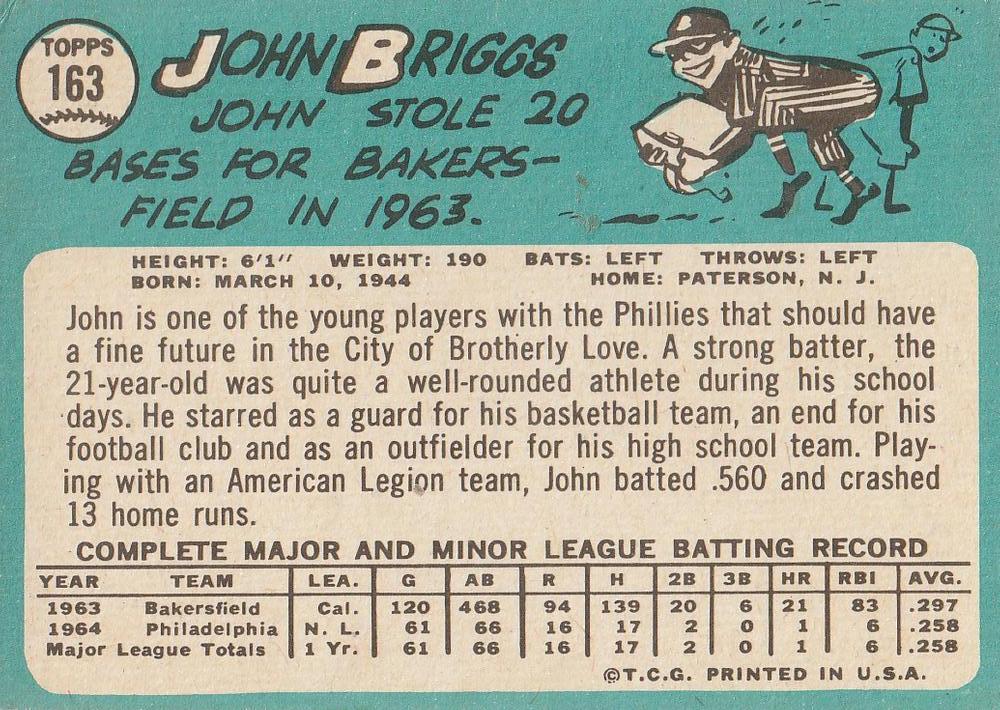 TOPPS
163
JOHN BRIGGS
JOHN STOLE 20
BASES FOR BAKERS-
FIELD IN 1963.
HEIGHT: 6'1" WEIGHT: 190 BATS: LEFT THROWS: LEFT
BORN: MARCH 10, 1944 HOME: PATERSON, N. J.
John is one of the young players with the Phillies that should have
a fine future in the City of Brotherly Love. A strong batter, the
21-year-old was quite a well-rounded athlete during his school
days. He starred as a guard for his basketball team, an end for his
football club and as an outfielder for his high school team. Play-
ing with an American Legion team, John batted .560 and crashed
13 home runs.
COMPLETE MAJOR AND MINOR LEAGUE BATTING RECORD
YEAR TEAM LEA. G AB R H 2B 3B HR RBI AVG.
1963 Bakersfield Cal. 120 468 94 139 20 6 21 83 .297
1964 Philadelphia N. L. 61 66 16 17 2 0 1 6 .258
Major League Totals 1 Yr. 61 66 16 17 2 0 1 6 .258
©T.C.G. PRINTED IN U.S.A.